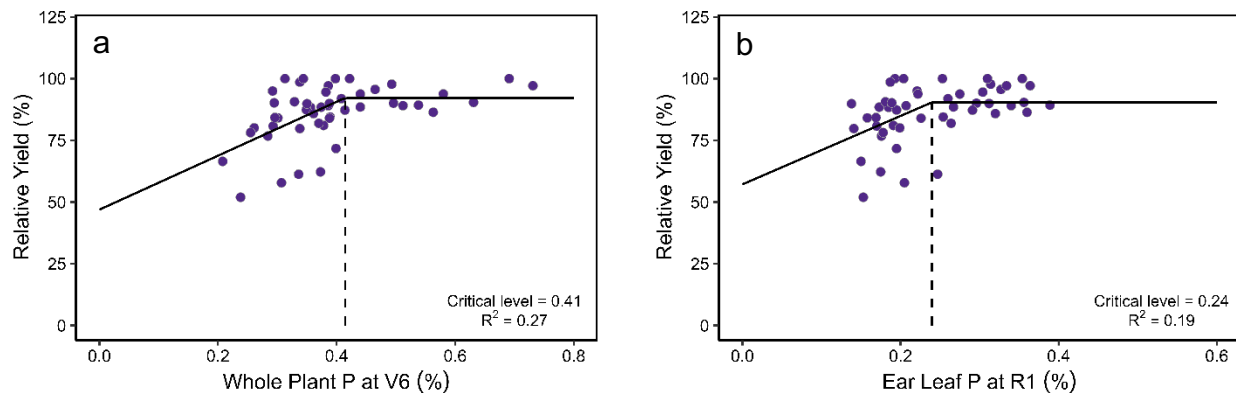 a
125
100
75
50
25
0
Relative Yield (%)
Critical level = 0.41
R² = 0.27
0.0 0.2 0.4 0.6 0.8
Whole Plant P at V6 (%)
b
125
100
75
50
25
0
Relative Yield (%)
Critical level = 0.24
R² = 0.19
0.0 0.2 0.4 0.6
Ear Leaf P at R1 (%)